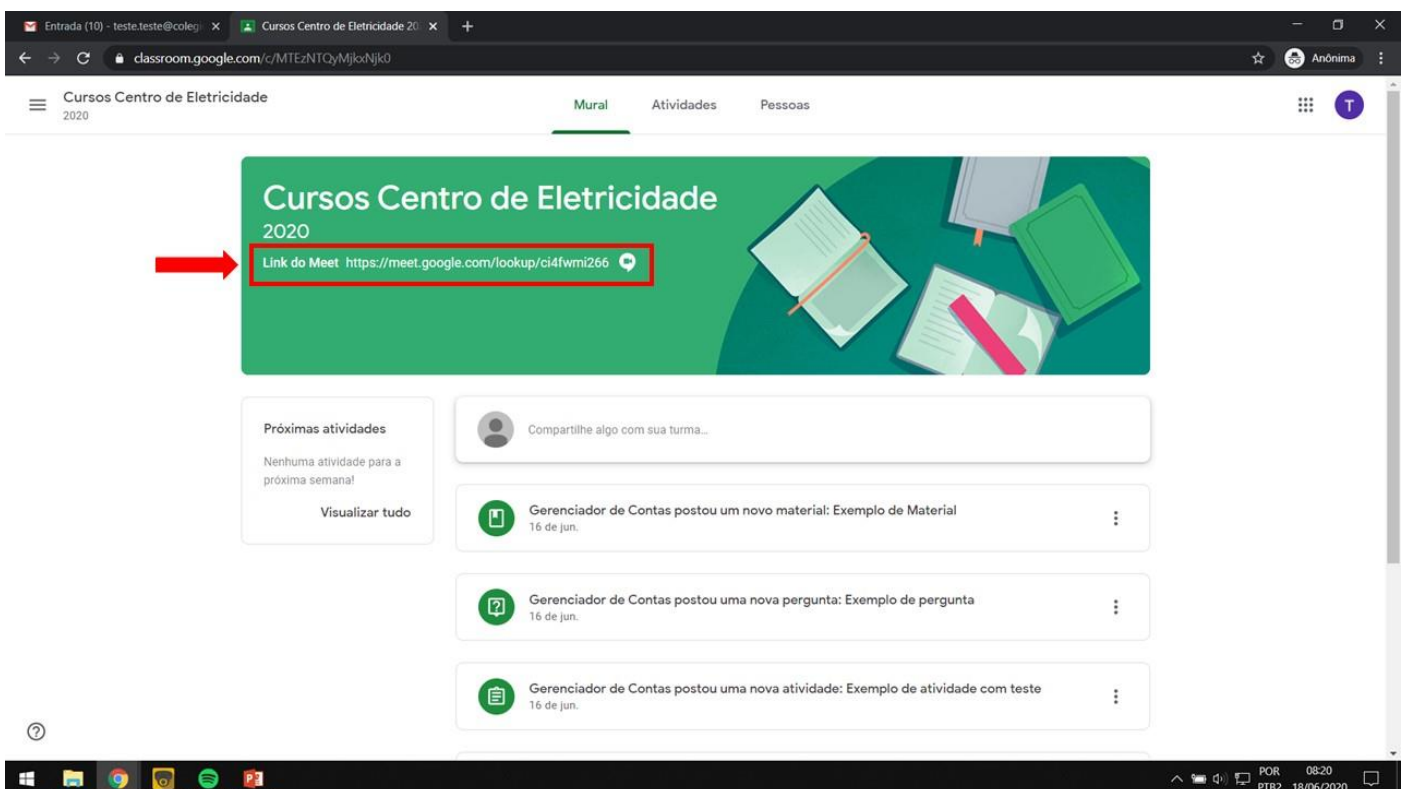 Entrada (10) - teste.teste@colegi
Cursos Centro de Eletricidade 20
classroom.google.com/c/MTEzNTQyMjkxNjk0
Anônima
Cursos Centro de Eletricidade
2020
Mural
Atividades
Pessoas
T
Cursos Centro de Eletricidade
2020
Link do Meet https://meet.google.com/lookup/ci4fwmi266
Próximas atividades
Nenhuma atividade para a
próxima semana!
Visualizar tudo
Compartilhe algo com sua turma...
Gerenciador de Contas postou um novo material: Exemplo de Material
16 de jun.
Gerenciador de Contas postou uma nova pergunta: Exemplo de pergunta
16 de jun.
Gerenciador de Contas postou uma nova atividade: Exemplo de atividade com teste
16 de jun.
POR
PTB2
08:20
18/06/2020